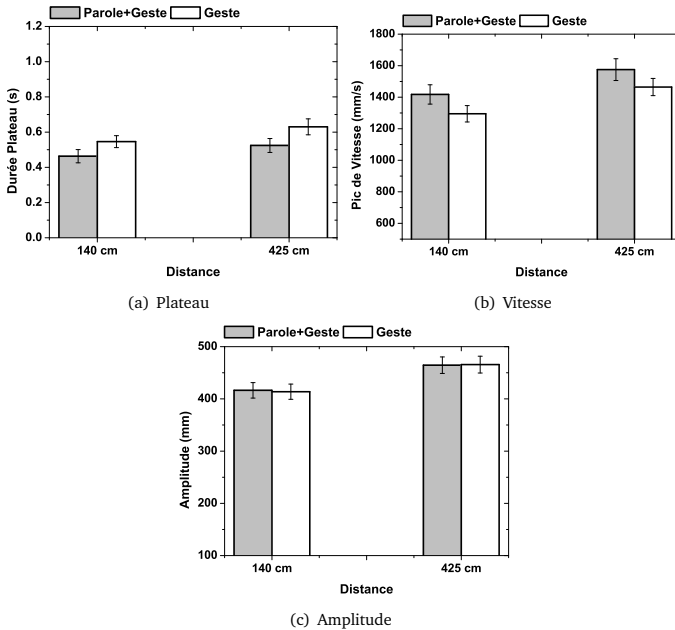 Parole+Geste Geste
1.2
1.0
0.8
0.6
0.4
0.2
0.0
Durée Plateau (s)
140 cm 425 cm
Distance
(a) Plateau
Parole+Geste Geste
1800
1600
1400
1200
1000
800
600
Pic de Vitesse (mm/s)
140 cm 425 cm
Distance
(b) Vitesse
Parole+Geste Geste
500
400
300
200
100
Amplitude (mm)
140 cm 425 cm
Distance
(c) Amplitude